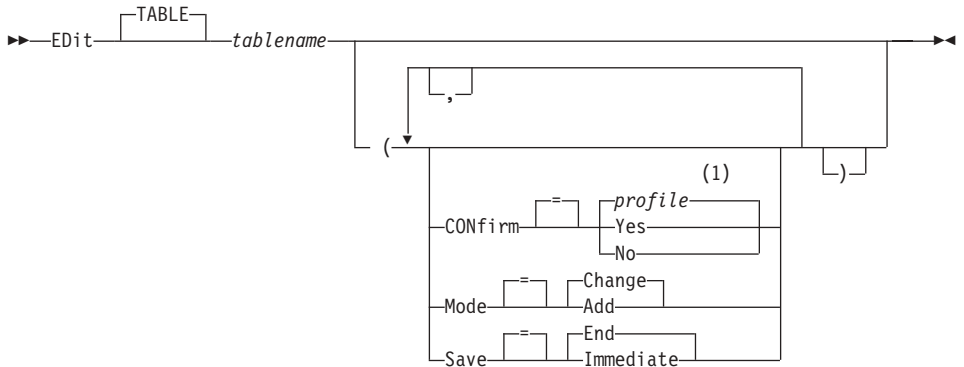 TABLE
EDit tablename
,
(
)
(1)
= profile
CONfirm Yes
No
= Change
Mode Add
= End
Save Immediate